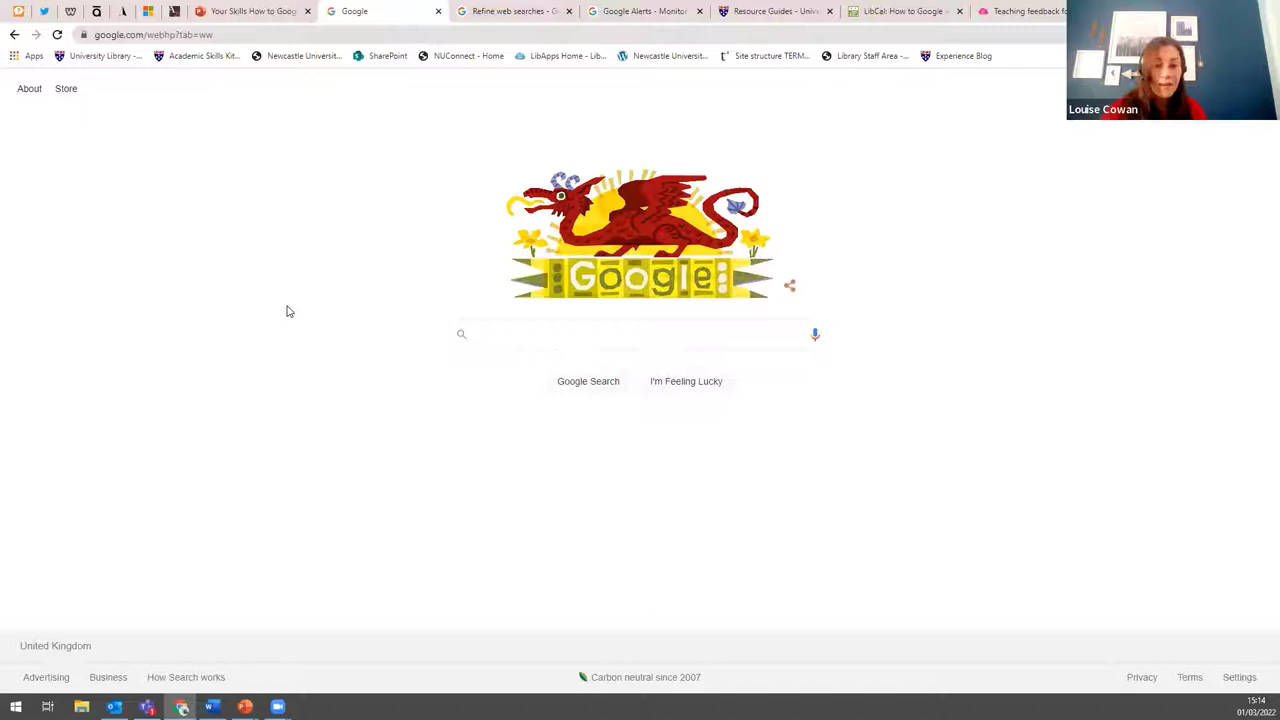 Your Skills How to Goog
Google
Refine web searches - G
Google Alerts - Monitor
Resource Guides - Unive
LibCal: How to Google
Teaching feedback fo
google.com/webhp?tab=ww
Apps
University Library -...
Academic Skills Kit...
Newcastle Universit...
SharePoint
NUConnect - Home
LibApps Home - Lib...
Newcastle Universit...
Site structure TERM...
Library Staff Area -...
Experience Blog
About
Store
Louise Cowan
Google
Google Search
I'm Feeling Lucky
United Kingdom
Advertising
Business
How Search works
Carbon neutral since 2007
Privacy
Terms
Settings
15:14
01/03/2022